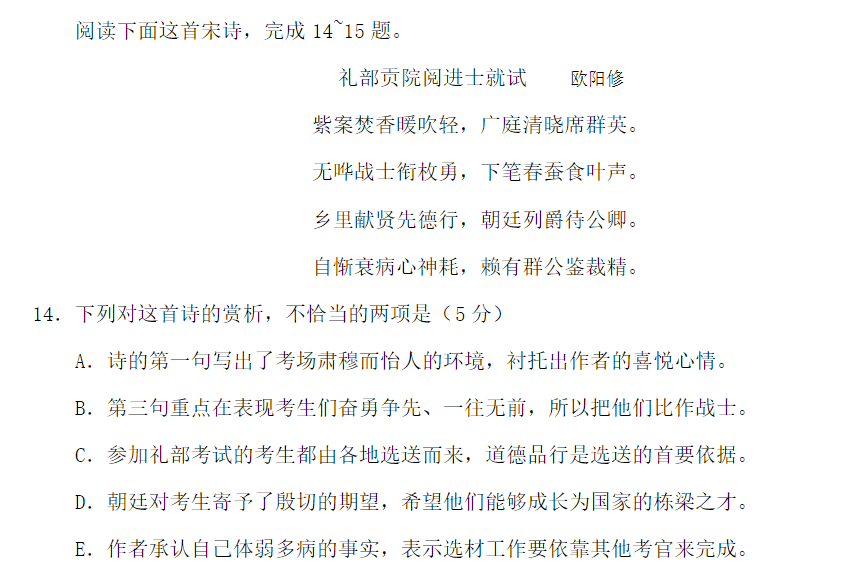 阅读下面这首宋诗，完成 14~15 题。
礼部贡院阅进士就试 欧阳修
紫案焚香暖吹轻，广庭清晓席群英。
无哗战士衔枚勇，下笔春蚕食叶声。
乡里献贤先德行，朝廷列爵待公卿。
自惭衰病心神耗，赖有群公鉴裁精。
14. 下列对这首诗的赏析，不恰当的两项是（5 分）
A. 诗的第一句写出了考场肃穆而怡人的环境，衬托出作者的喜悦心情。
B. 第三句重点在表现考生们奋勇争先、一往无前，所以把他们比作战士。
C. 参加礼部考试的考生都由各地选送而来，道德品行是选送的首要依据。
D. 朝廷对考生寄予了殷切的期望，希望他们能够成长为国家的栋梁之才。
E. 作者承认自己体弱多病的事实，表示选材工作要依靠其他考官来完成。